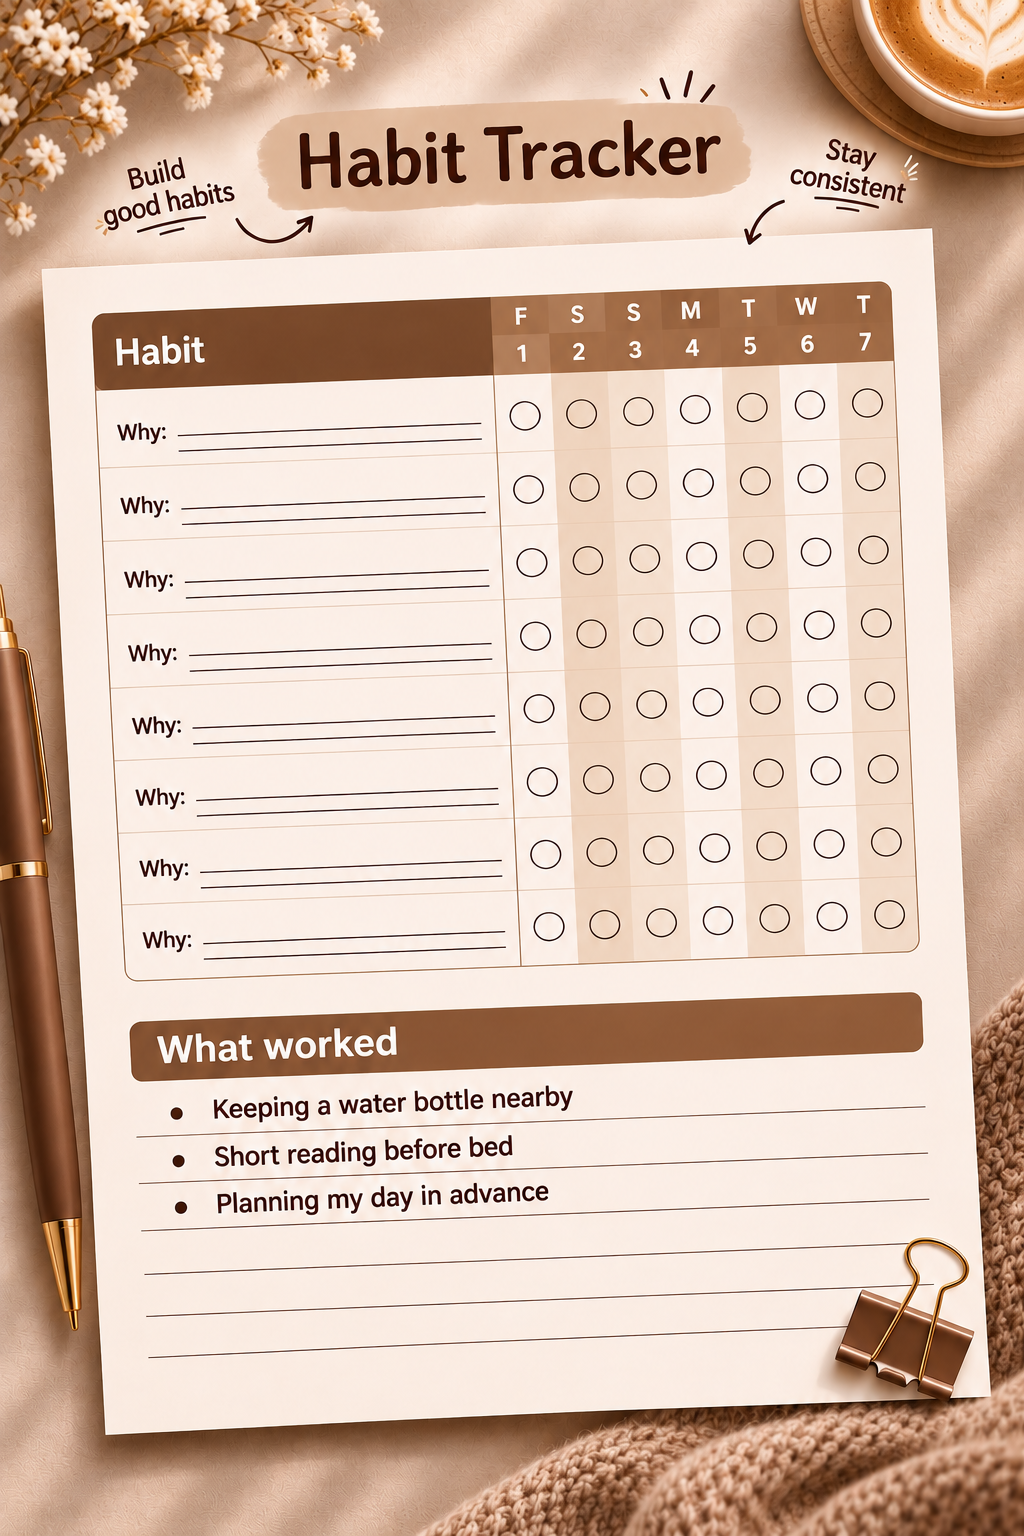 Habit Tracker
Build
good habits
Stay
consistent
Habit
F S S M T W T
1 2 3 4 5 6 7
Why:
Why:
Why:
Why:
Why:
Why:
Why:
Why:
What worked
• Keeping a water bottle nearby
• Short reading before bed
• Planning my day in advance